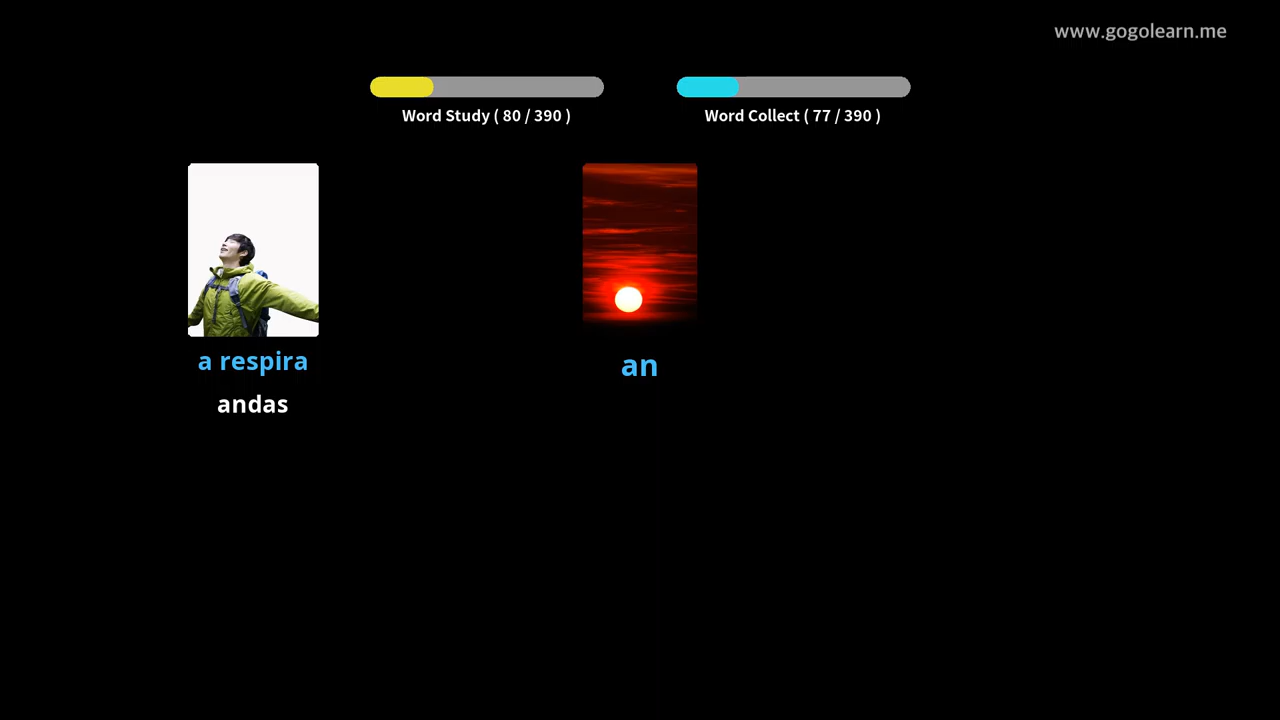 www.gogolearn.me
Word Study ( 80 / 390 )
Word Collect ( 77 / 390 )
a respira
andas
an